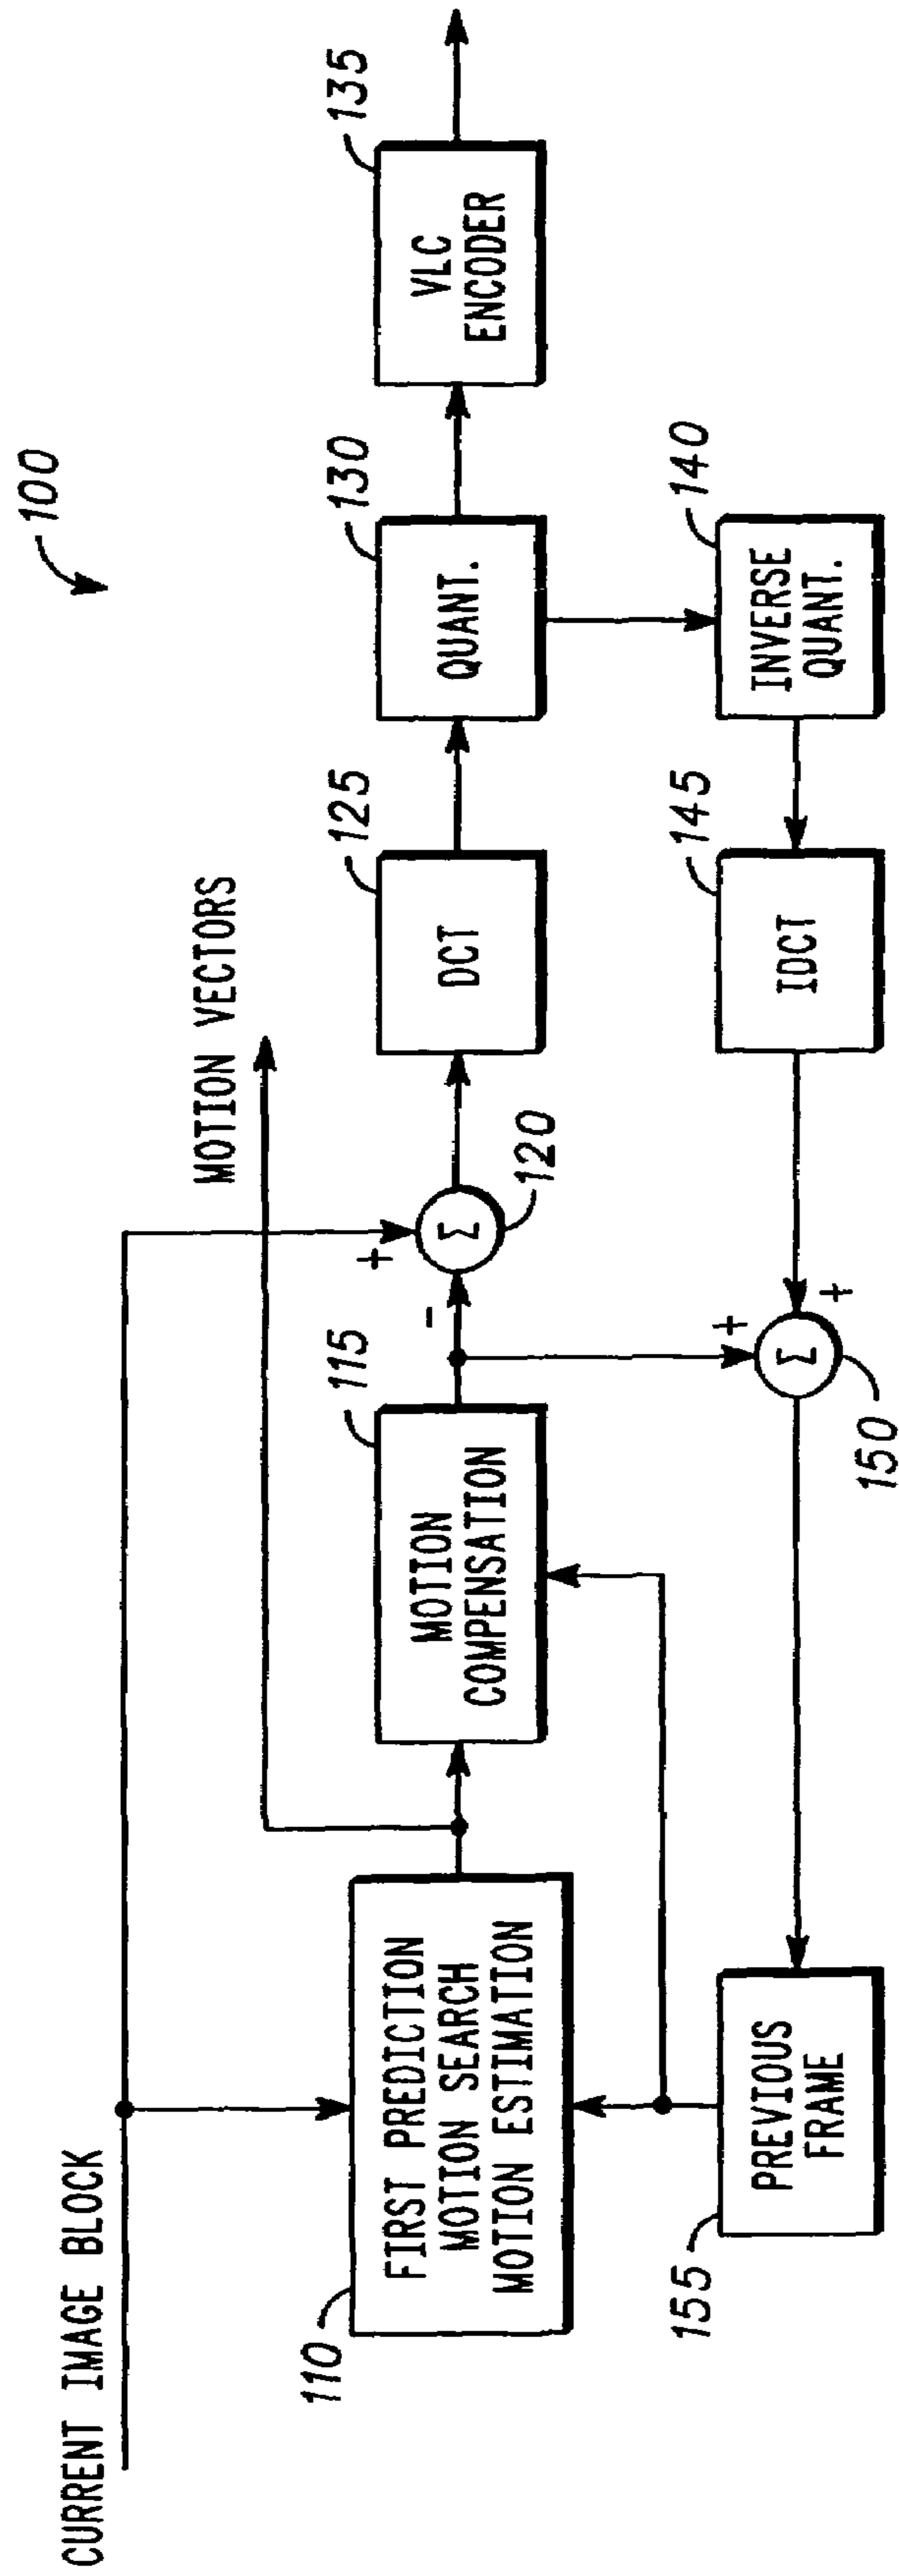 100
CURRENT IMAGE BLOCK
MOTION VECTORS
110
FIRST PREDICTION
MOTION SEARCH
MOTION ESTIMATION
115
MOTION
COMPENSATION
-
+
Σ
120
125
DCT
130
QUANT.
135
VLC
ENCODER
155
PREVIOUS
FRAME
+
Σ
+
150
145
IDCT
140
INVERSE
QUANT.